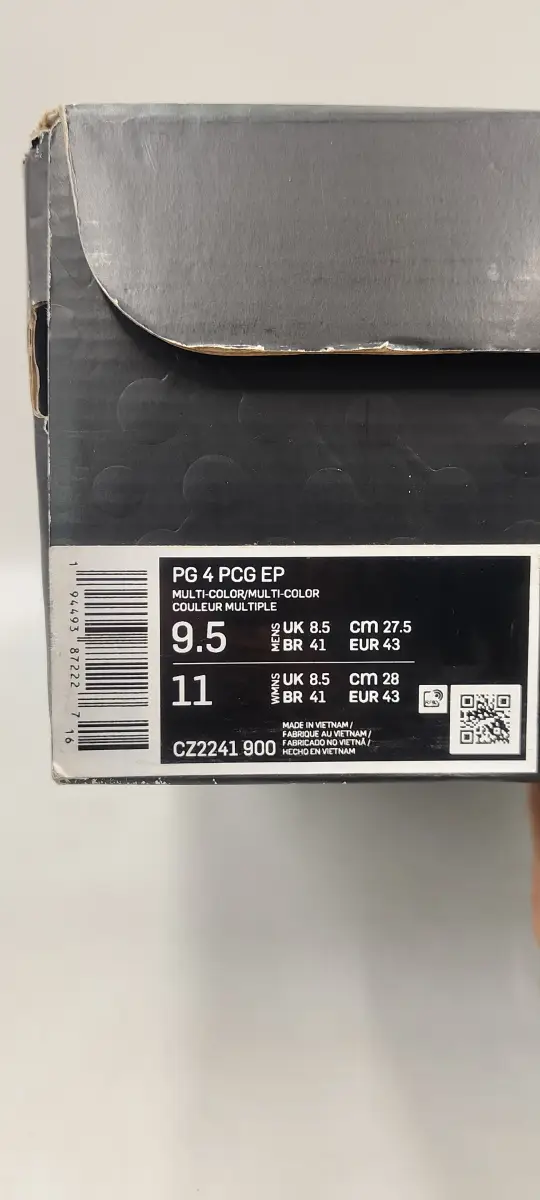 PG 4 PCG EP
MULTI-COLOR/MULTI-COLOR
COULEUR MULTIPLE
9.5 MENS UK 8.5 CM 27.5
BR 41 EUR 43
11 WMNS UK 8.5 CM 28
BR 41 EUR 43
CZ2241 900
MADE IN VIETNAM /
FABRIQUE AU VIETNAM /
FABRICADO NO VIETNÃ /
HECHO EN VIETNAM
1 94493 87222 7 16